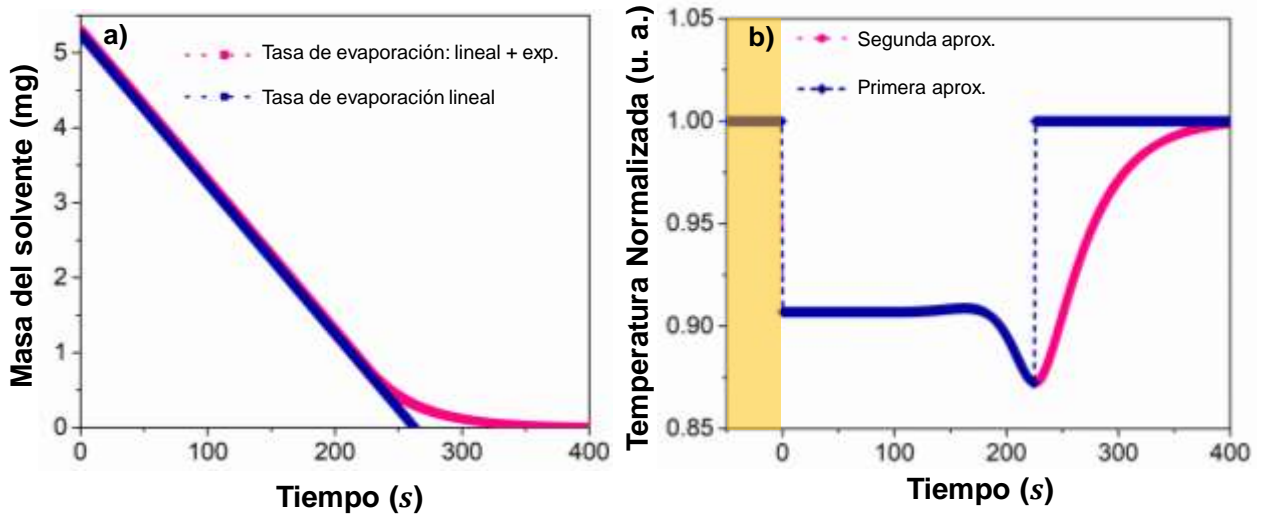 a)
Tasa de evaporación: lineal + exp.
Tasa de evaporación lineal
Masa del solvente (mg)
5
4
3
2
1
0
0 100 200 300 400
Tiempo (s)
b)
Segunda aprox.
Primera aprox.
Temperatura Normalizada (u. a.)
1.05
1.00
0.95
0.90
0.85
0 100 200 300 400
Tiempo (s)